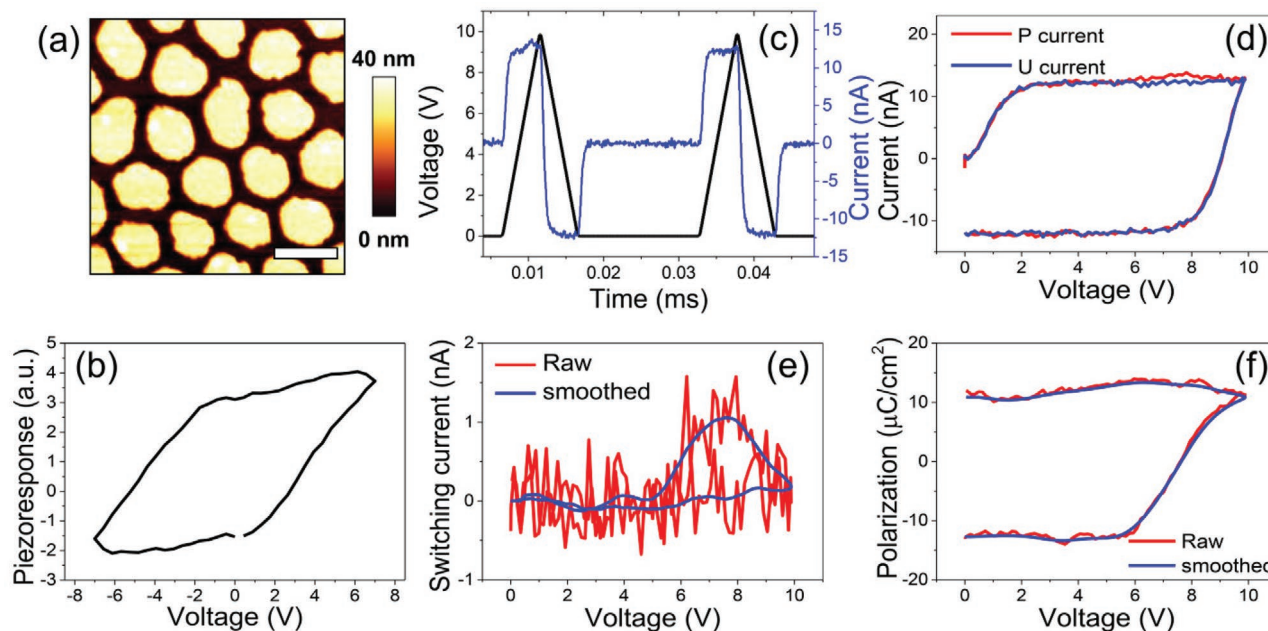 (a)
40 nm
0 nm
(c)
Voltage (V)
10
8
6
4
2
0
15
10
5
0
-5
-10
-15
Current (nA)
0.01 0.02 0.03 0.04
Time (ms)
(d)
P current
U current
Current (nA)
20
10
0
-10
0 2 4 6 8 10
Voltage (V)
(b)
Piezoresponse (a.u.)
5
4
3
2
1
0
-1
-2
-3
-8 -6 -4 -2 0 2 4 6 8
Voltage (V)
(e)
Raw
smoothed
Switching current (nA)
2
1
0
-1
0 2 4 6 8 10
Voltage (V)
(f)
Polarization (μC/cm²)
20
10
0
-10
-20
Raw
smoothed
0 2 4 6 8 10
Voltage (V)